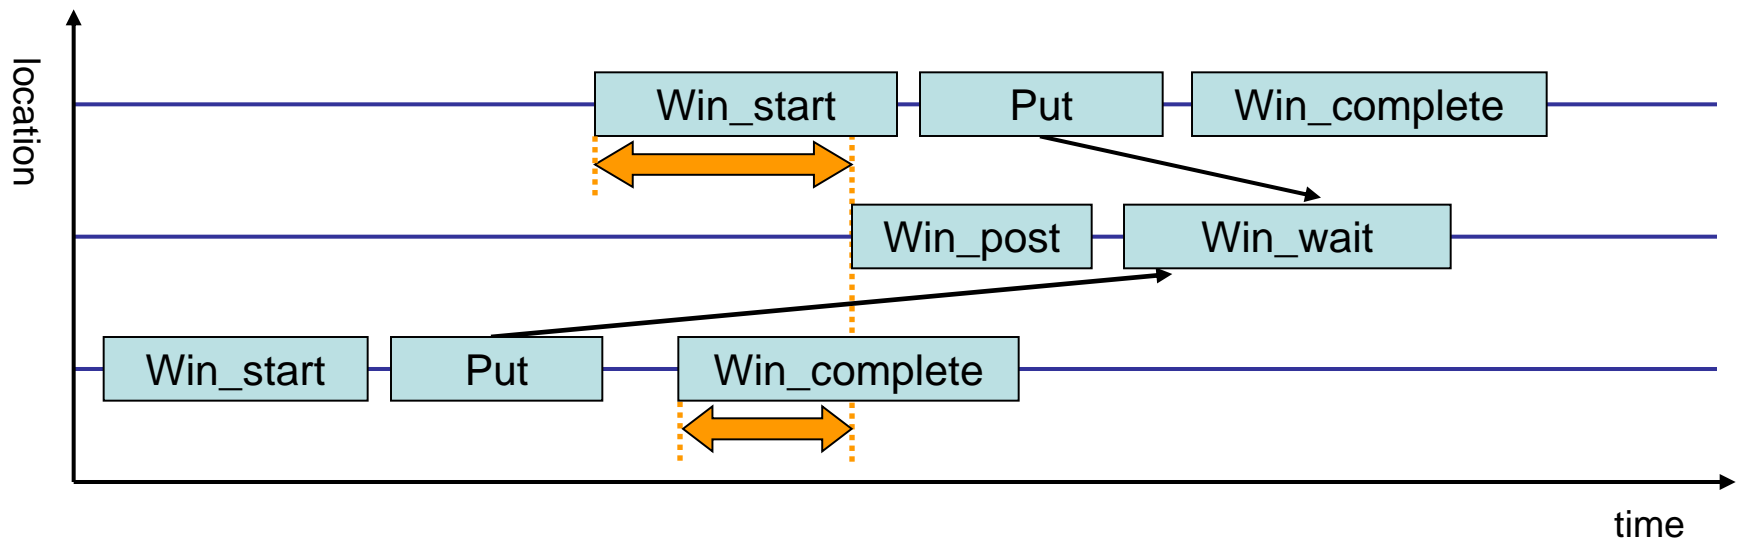 location
Win_start Put Win_complete
Win_post Win_wait
Win_start Put Win_complete
time